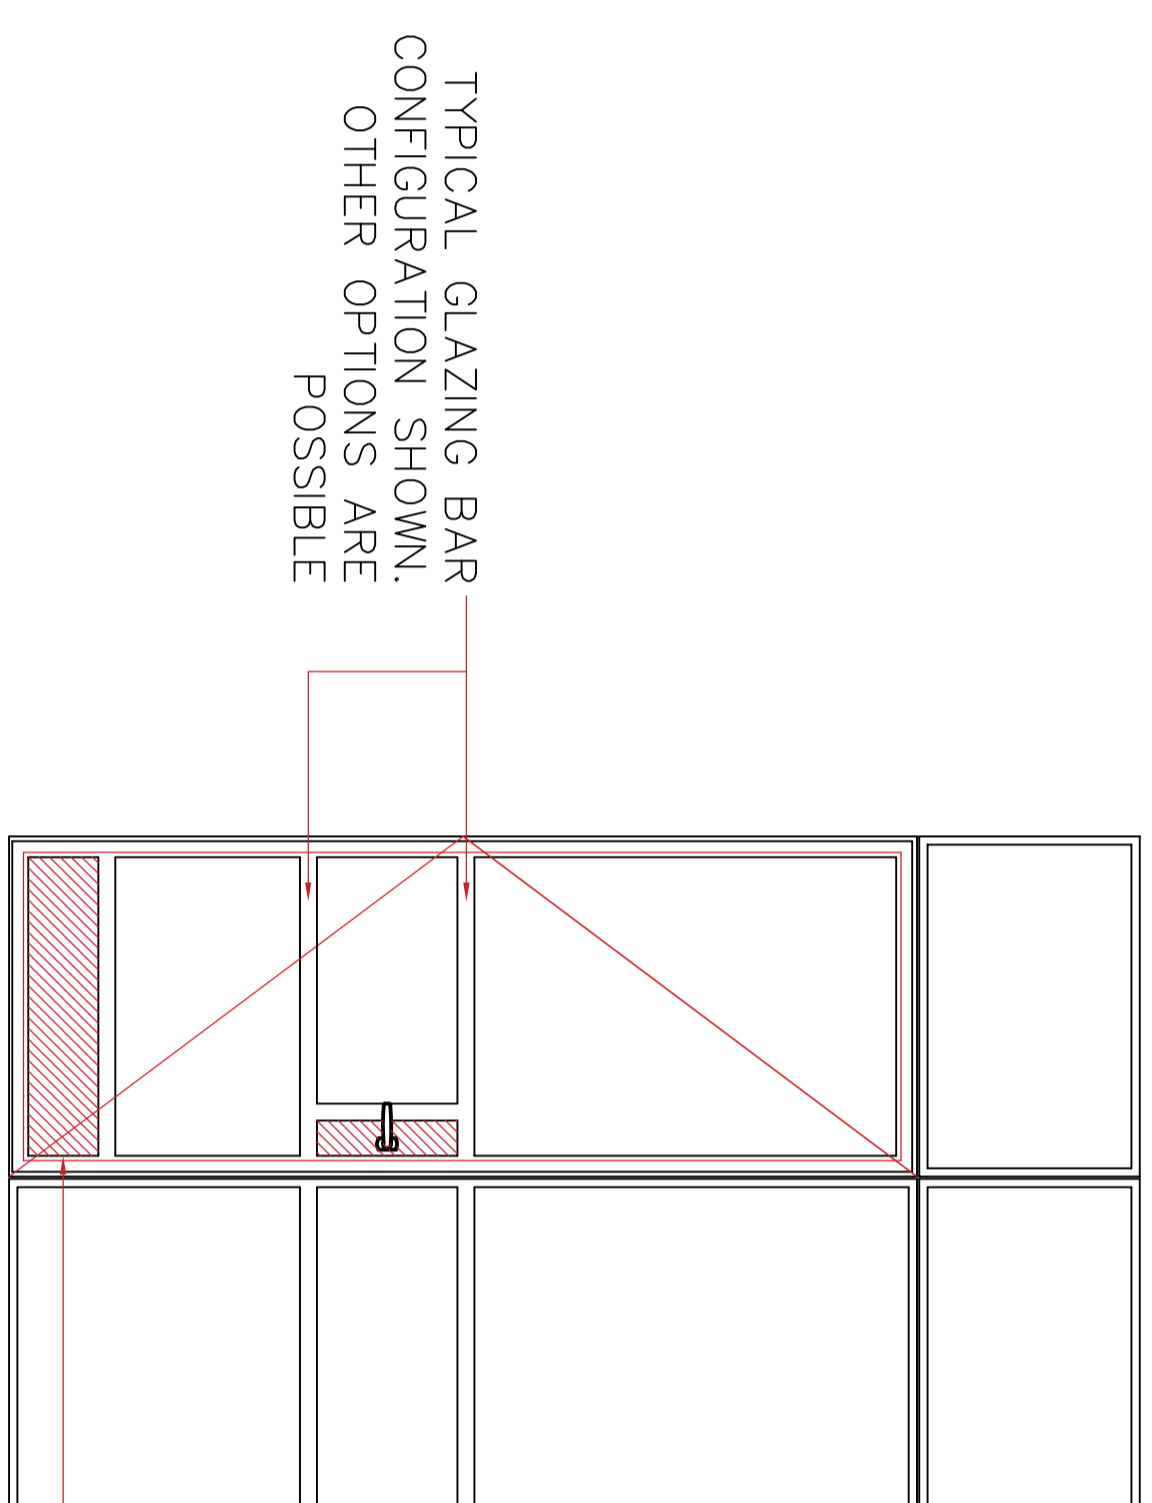 TYPICAL GLAZING BAR
CONFIGURATION SHOWN.
OTHER OPTIONS ARE
POSSIBLE